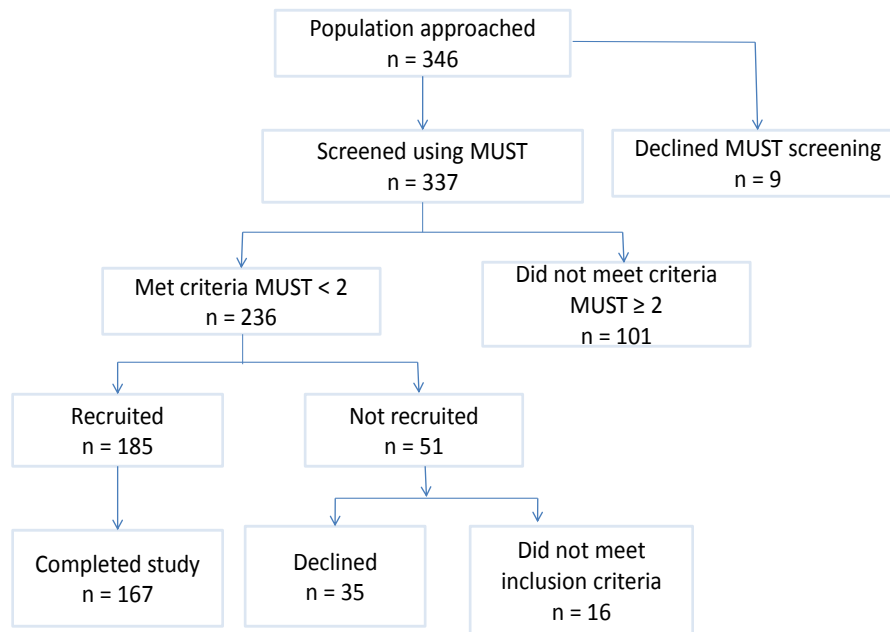 Population approached
n = 346
Screened using MUST
n = 337
Declined MUST screening
n = 9
Met criteria MUST < 2
n = 236
Did not meet criteria
MUST ≥ 2
n = 101
Recruited
n = 185
Not recruited
n = 51
Completed study
n = 167
Declined
n = 35
Did not meet
inclusion criteria
n = 16